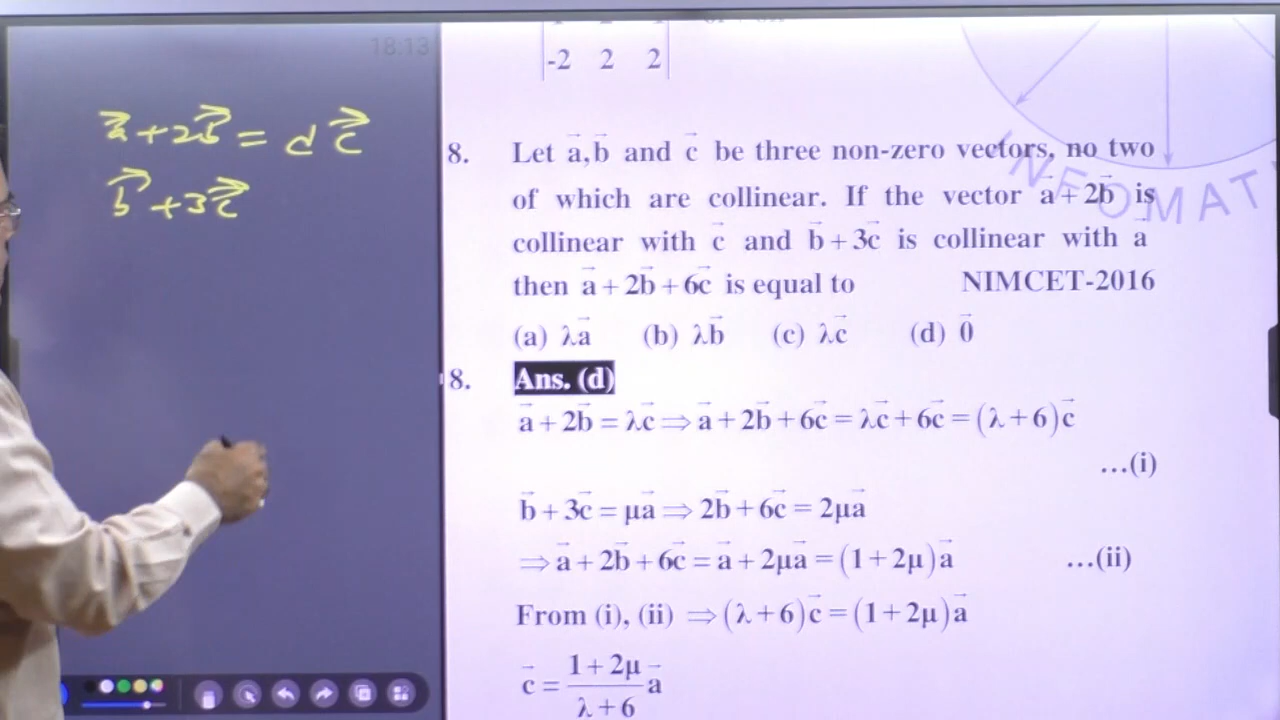 18:13
-2 2 2
a⃗ + 2b⃗ = d c⃗
b⃗ + 3c⃗
8. Let a⃗, b⃗ and c⃗ be three non-zero vectors, no two
of which are collinear. If the vector a⃗ + 2b⃗ is
collinear with c⃗ and b⃗ + 3c⃗ is collinear with a
then a⃗ + 2b⃗ + 6c⃗ is equal to NIMCET-2016
(a) λa⃗ (b) λb⃗ (c) λc⃗ (d) 0⃗
8. Ans. (d)
a⃗ + 2b⃗ = λc⃗ ⇒ a⃗ + 2b⃗ + 6c⃗ = λc⃗ + 6c⃗ = (λ + 6)c⃗
...(i)
b⃗ + 3c⃗ = μa⃗ ⇒ 2b⃗ + 6c⃗ = 2μa⃗
⇒ a⃗ + 2b⃗ + 6c⃗ = a⃗ + 2μa⃗ = (1 + 2μ)a⃗ ...(ii)
From (i), (ii) ⇒ (λ + 6)c⃗ = (1 + 2μ)a⃗
c⃗ = (1 + 2μ)/(λ + 6) a⃗